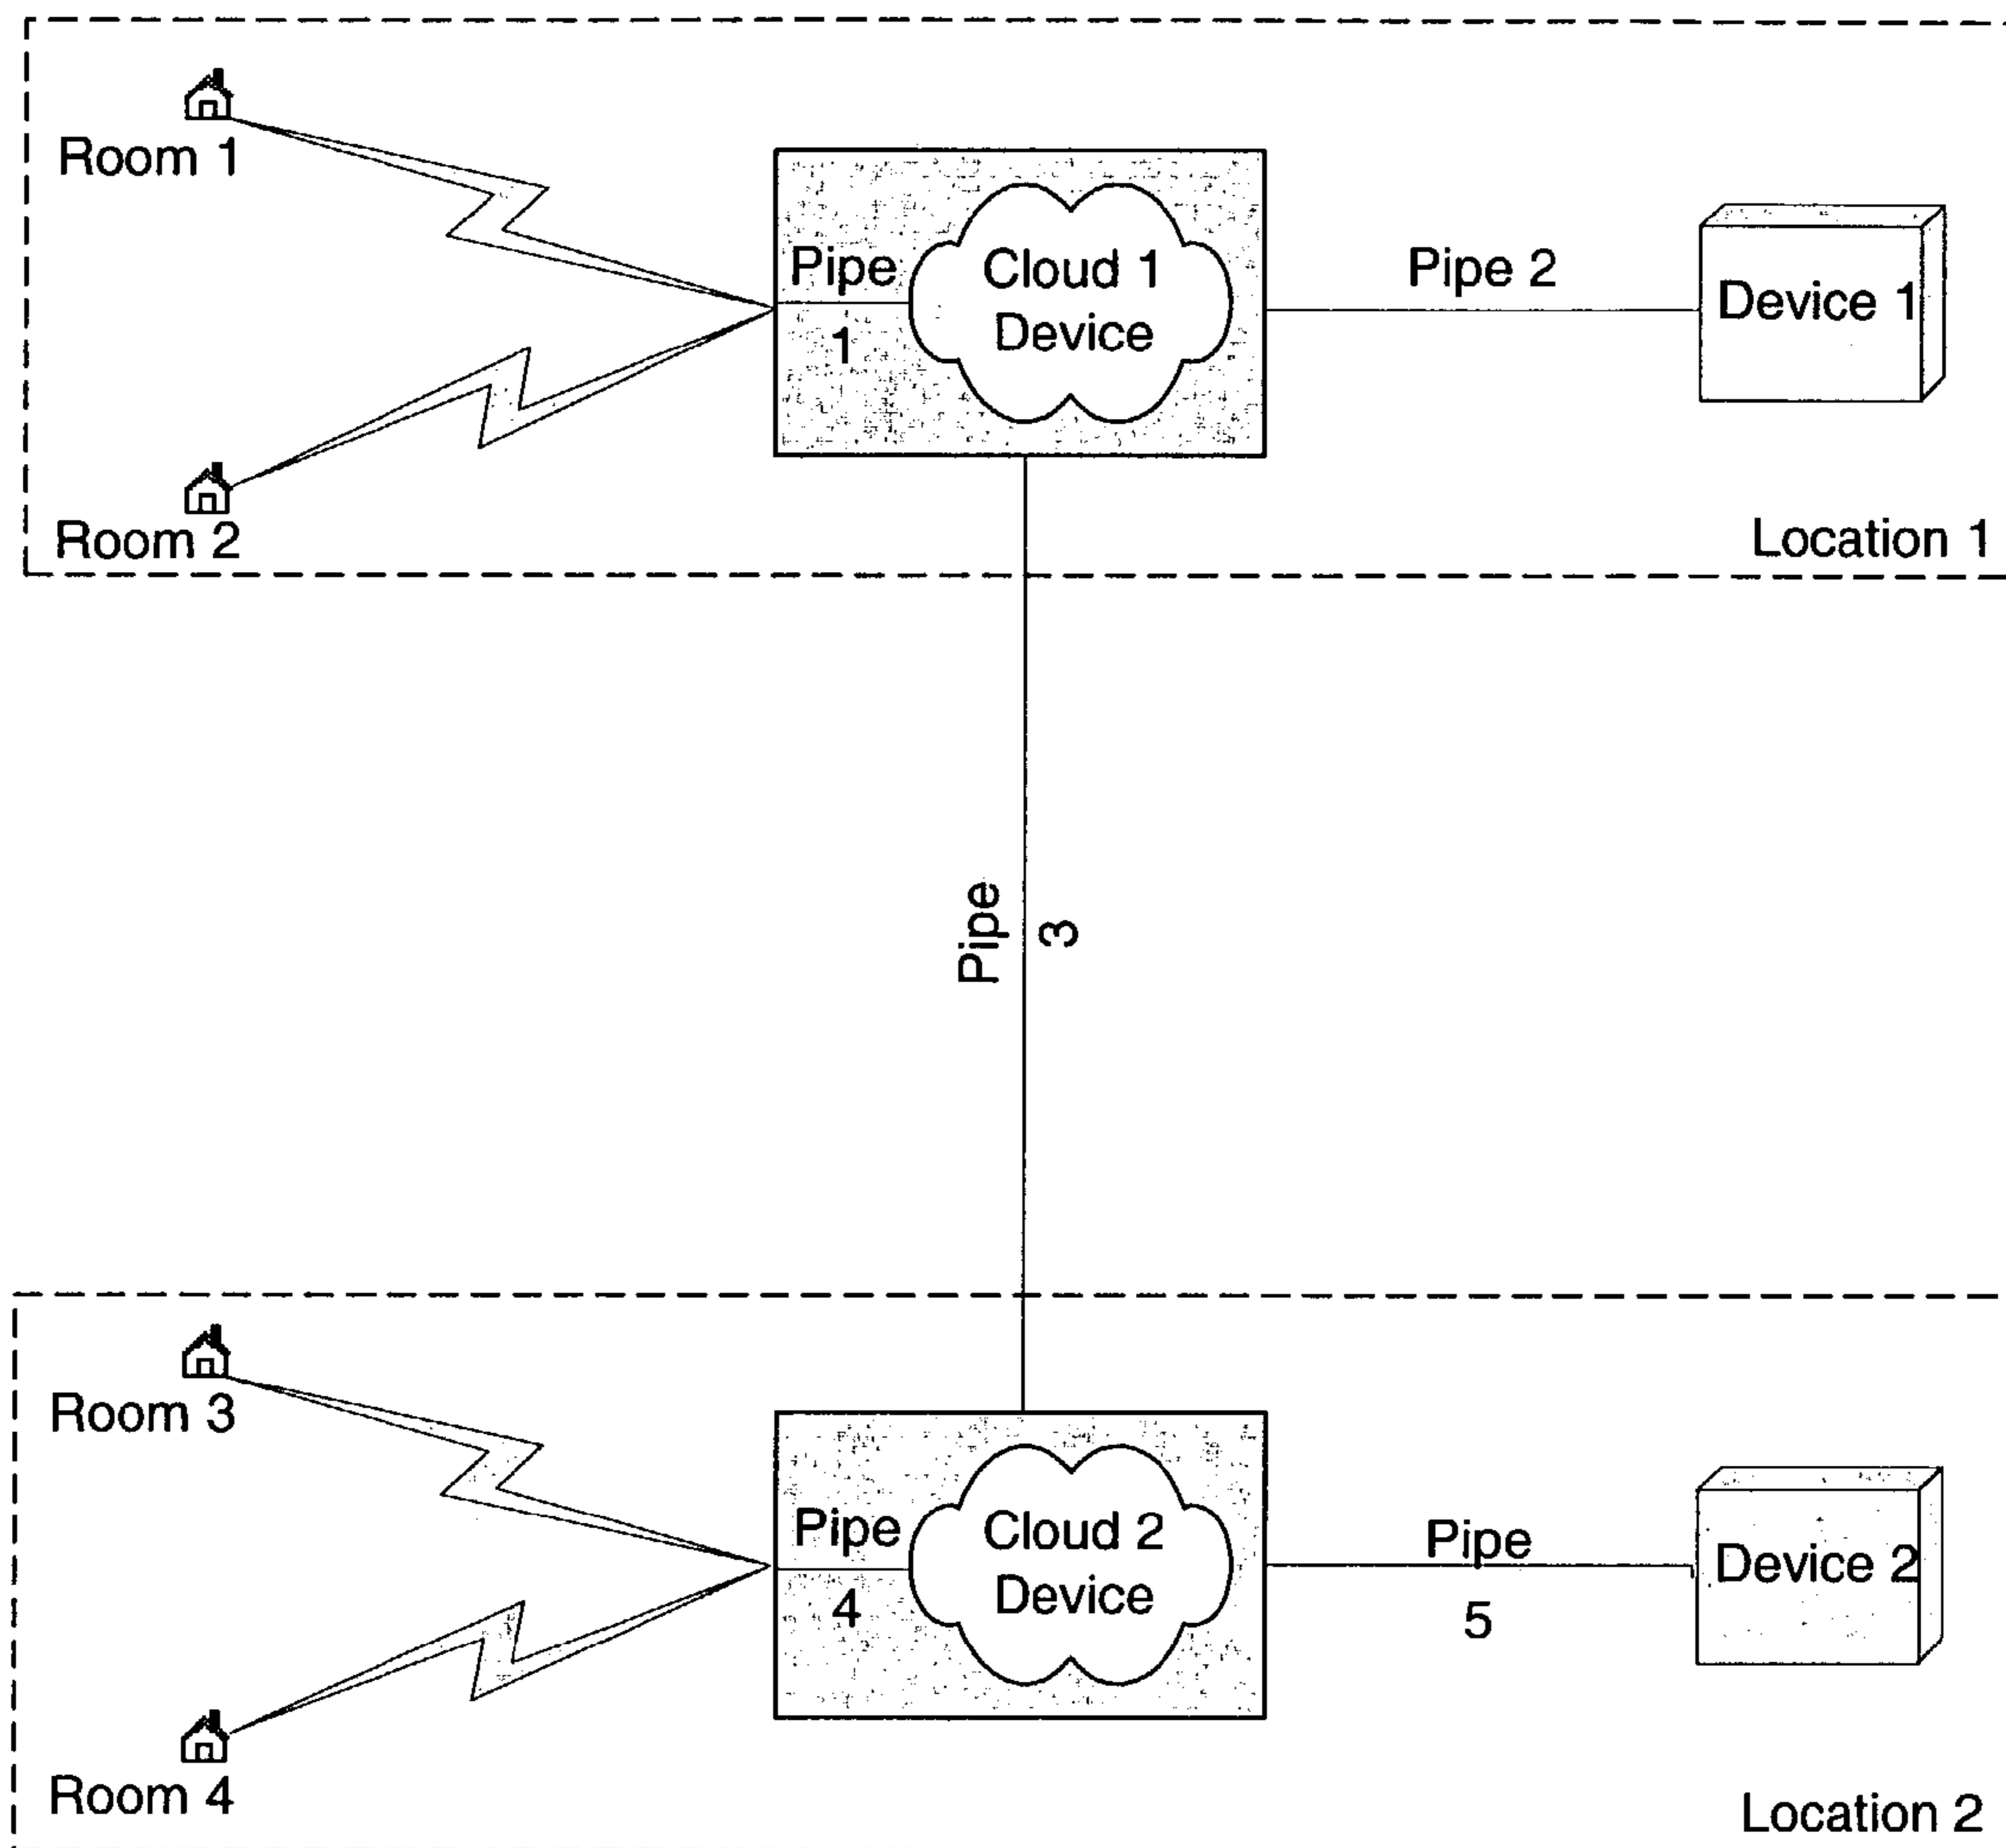 Room 1
Pipe
1
Cloud 1
Device
Pipe 2
Device 1
Room 2
Location 1
Pipe
3
Room 3
Pipe
4
Cloud 2
Device
Pipe
5
Device 2
Room 4
Location 2